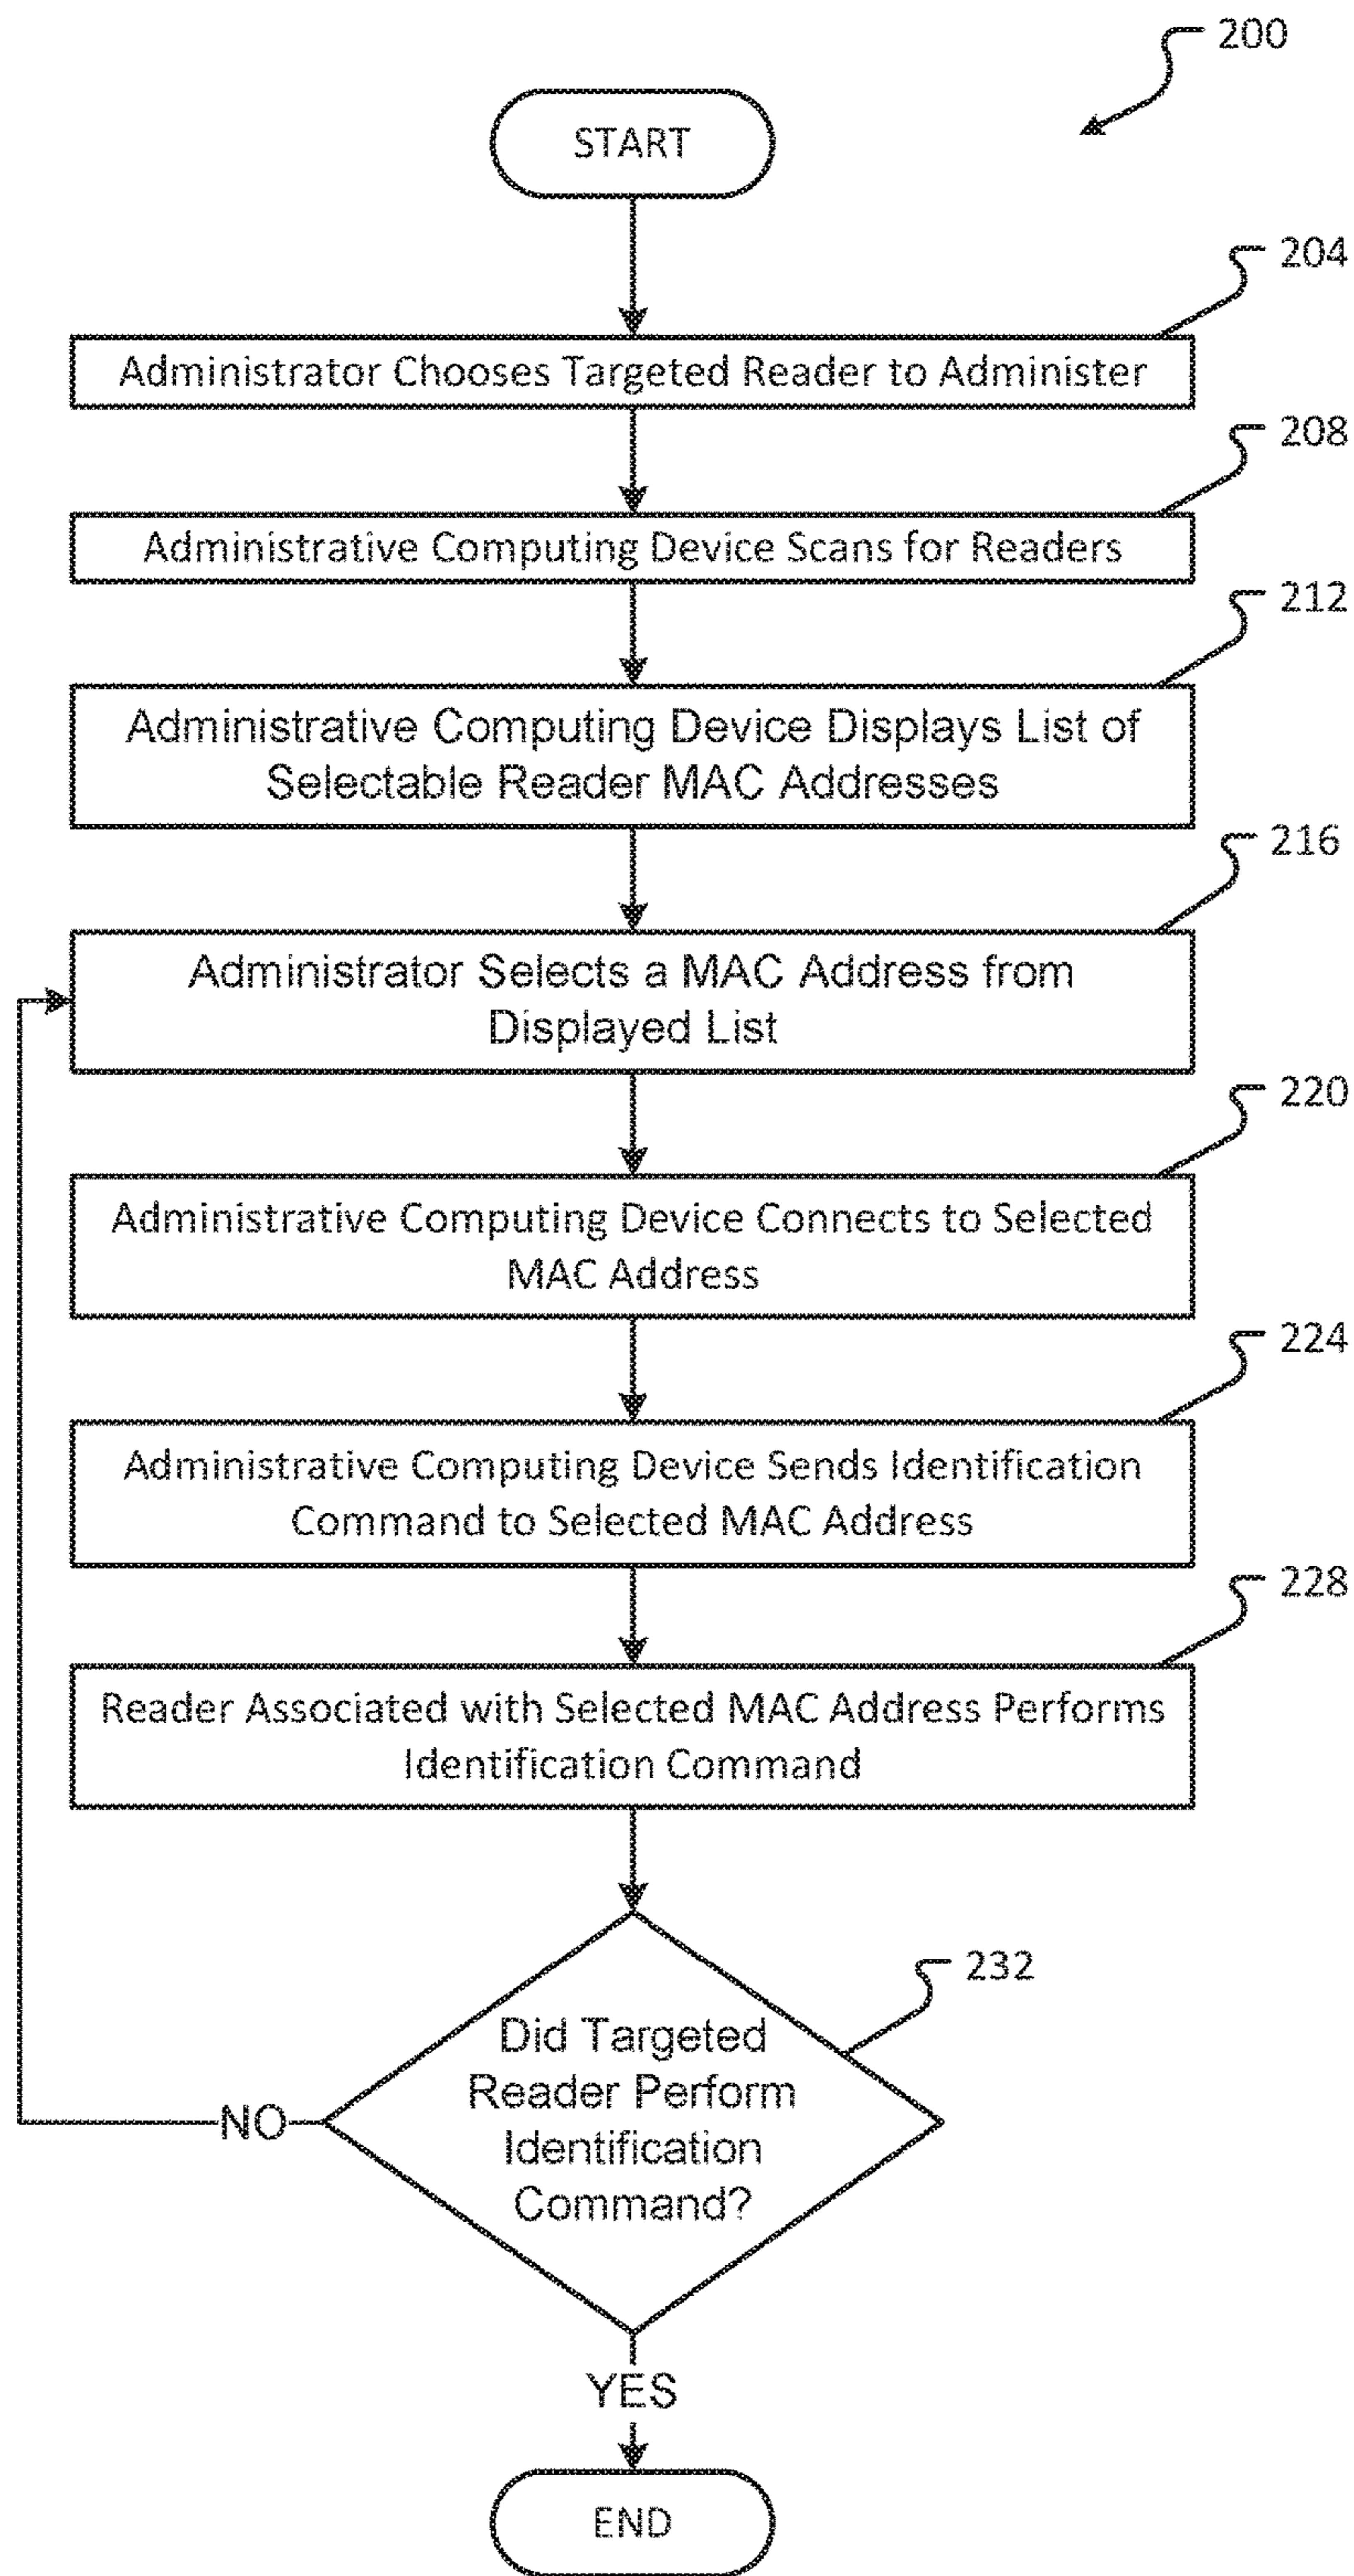 200
START
204
Administrator Chooses Targeted Reader to Administer
208
Administrative Computing Device Scans for Readers
212
Administrative Computing Device Displays List of
Selectable Reader MAC Addresses
216
Administrator Selects a MAC Address from
Displayed List
220
Administrative Computing Device Connects to Selected
MAC Address
224
Administrative Computing Device Sends Identification
Command to Selected MAC Address
228
Reader Associated with Selected MAC Address Performs
Identification Command
232
Did Targeted
Reader Perform
Identification
Command?
NO
YES
END